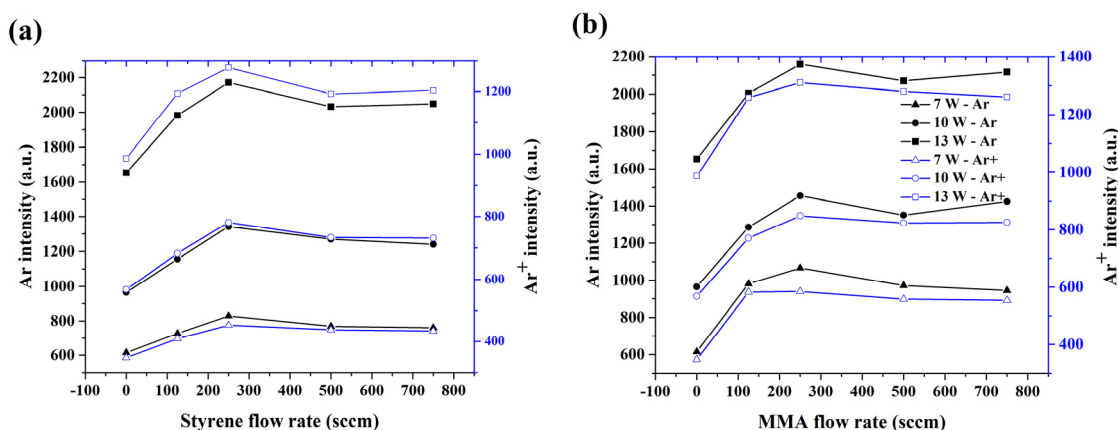 (a)
2200
2000
1800
1600
1400
1200
1000
800
600
Ar intensity (a.u.)
1200
1000
800
600
400
Ar+ intensity (a.u.)
-100 0 100 200 300 400 500 600 700 800
Styrene flow rate (sccm)
(b)
2200
2000
1800
1600
1400
1200
1000
800
600
Ar intensity (a.u.)
7 W - Ar
10 W - Ar
13 W - Ar
7 W - Ar+
10 W - Ar+
13 W - Ar+
1400
1200
1000
800
600
400
Ar+ intensity (a.u.)
-100 0 100 200 300 400 500 600 700 800
MMA flow rate (sccm)